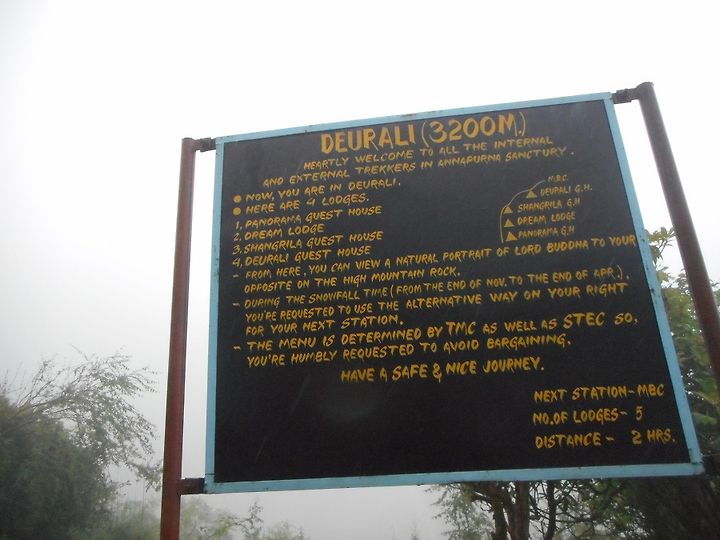 DEURALI (3200M.)
HEARTLY WELCOME TO ALL THE INTERNAL
AND EXTERNAL TREKKERS IN ANNAPURNA SANCTURY.
NOW, YOU ARE IN DEURALI.
HERE ARE 4 LODGES.
1, PANORAMA GUEST HOUSE
2. DREAM LODGE
3. SHANGRILA GUEST HOUSE
4, DEURALI GUEST HOUSE
M.B.C.
DEURALI G.H.
SHANGRILA G.H
DREAM LODGE
PANORAMA G.H
- FROM HERE, YOU CAN VIEW A NATURAL PORTRAIT OF LORD BUDDHA TO YOUR
OPPOSITE ON THE HIGH MOUNTAIN ROCK.
- DURING THE SNOWFALL TIME (FROM THE END OF NOV. TO THE END OF APR.),
YOU'RE REQUESTED TO USE THE ALTERNATIVE WAY ON YOUR RIGHT
FOR YOUR NEXT STATION.
- THE MENU IS DETERMINED BY TMC AS WELL AS STEC SO,
YOU'RE HUMBLY REQUESTED TO AVOID BARGAINING.
HAVE A SAFE & NICE JOURNEY.
NEXT STATION- MBC
NO. OF LODGES- 5
DISTANCE - 2 HRS.